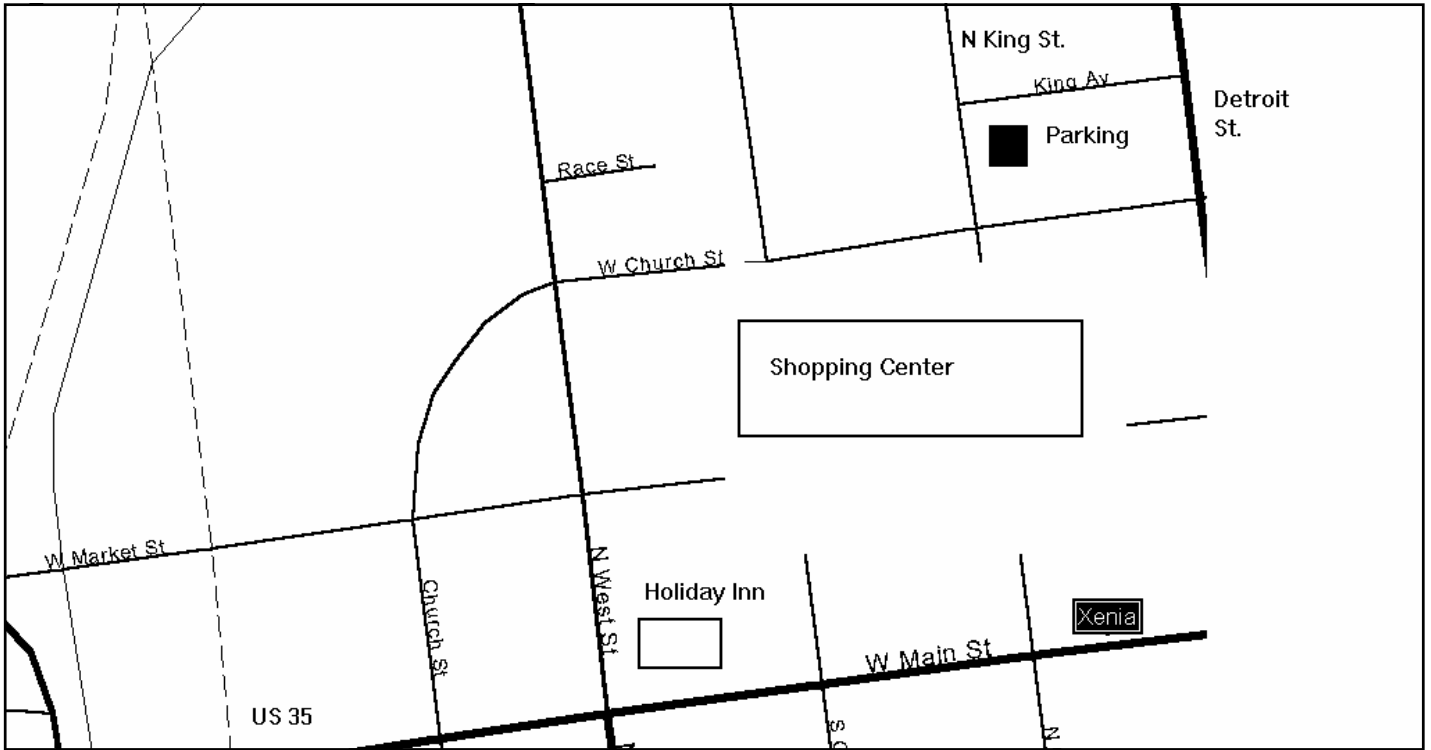 N King St.
King Av
Detroit
St.
Parking
Race St
W Church St
Shopping Center
W Market St
Church St
N West St
Holiday Inn
Xenia
W Main St
US 35
N